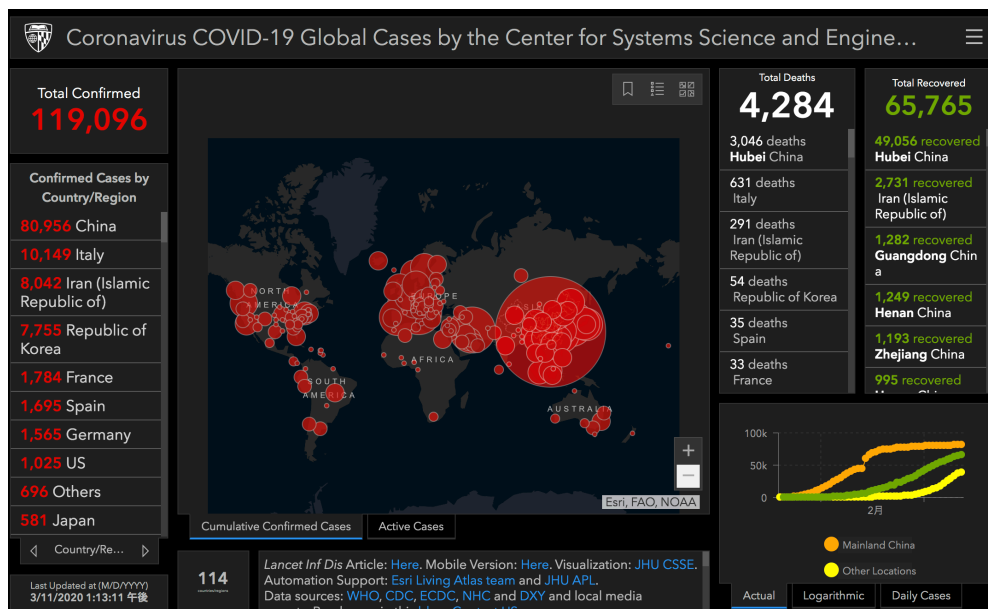 Coronavirus COVID-19 Global Cases by the Center for Systems Science and Engine...
Total Confirmed
119,096
Confirmed Cases by
Country/Region
80,956 China
10,149 Italy
8,042 Iran (Islamic
Republic of)
7,755 Republic of
Korea
1,784 France
1,695 Spain
1,565 Germany
1,025 US
696 Others
581 Japan
Country/Re...
Last Updated at (M/D/YYYY)
3/11/2020 1:13:11 午後
NORTH
AMERICA
SOUTH
AMERICA
EUROPE
AFRICA
ASIA
AUSTRALIA
Esri, FAO, NOAA
Cumulative Confirmed Cases
Active Cases
114
countries/regions
Lancet Inf Dis Article: Here. Mobile Version: Here. Visualization: JHU CSSE.
Automation Support: Esri Living Atlas team and JHU APL.
Data sources: WHO, CDC, ECDC, NHC and DXY and local media
Total Deaths
4,284
3,046 deaths
Hubei China
631 deaths
Italy
291 deaths
Iran (Islamic
Republic of)
54 deaths
Republic of Korea
35 deaths
Spain
33 deaths
France
Total Recovered
65,765
49,056 recovered
Hubei China
2,731 recovered
Iran (Islamic
Republic of)
1,282 recovered
Guangdong Chin
a
1,249 recovered
Henan China
1,193 recovered
Zhejiang China
995 recovered
100k
50k
0
2月
Mainland China
Other Locations
Actual
Logarithmic
Daily Cases